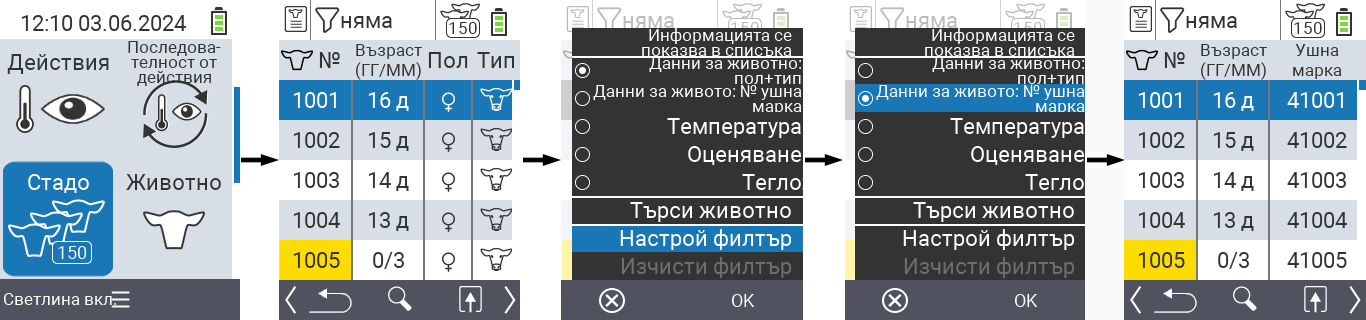 12:10 03.06.2024
Действия
Последова-
телност от
действия
Стадо
150
Животно
Светлина вкл.
няма
150
№
Възраст
(ГГ/ММ)
Пол
Тип
1001 16 д
1002 15 д
1003 14 д
1004 13 д
1005 0/3
няма
150
Информацията се
показва в списъка
Данни за животно:
пол+тип
Данни за живото: № ушна
марка
Температура
Оценяване
Тегло
Търси животно
Настрой филтър
Изчисти филтър
OK
няма
150
Информацията се
показва в списъка
Данни за животно:
пол+тип
Данни за живото: № ушна
марка
Температура
Оценяване
Тегло
Търси животно
Настрой филтър
Изчисти филтър
OK
няма
150
№
Възраст
(ГГ/ММ)
Ушна
марка
1001 16 д 41001
1002 15 д 41002
1003 14 д 41003
1004 13 д 41004
1005 0/3 41005